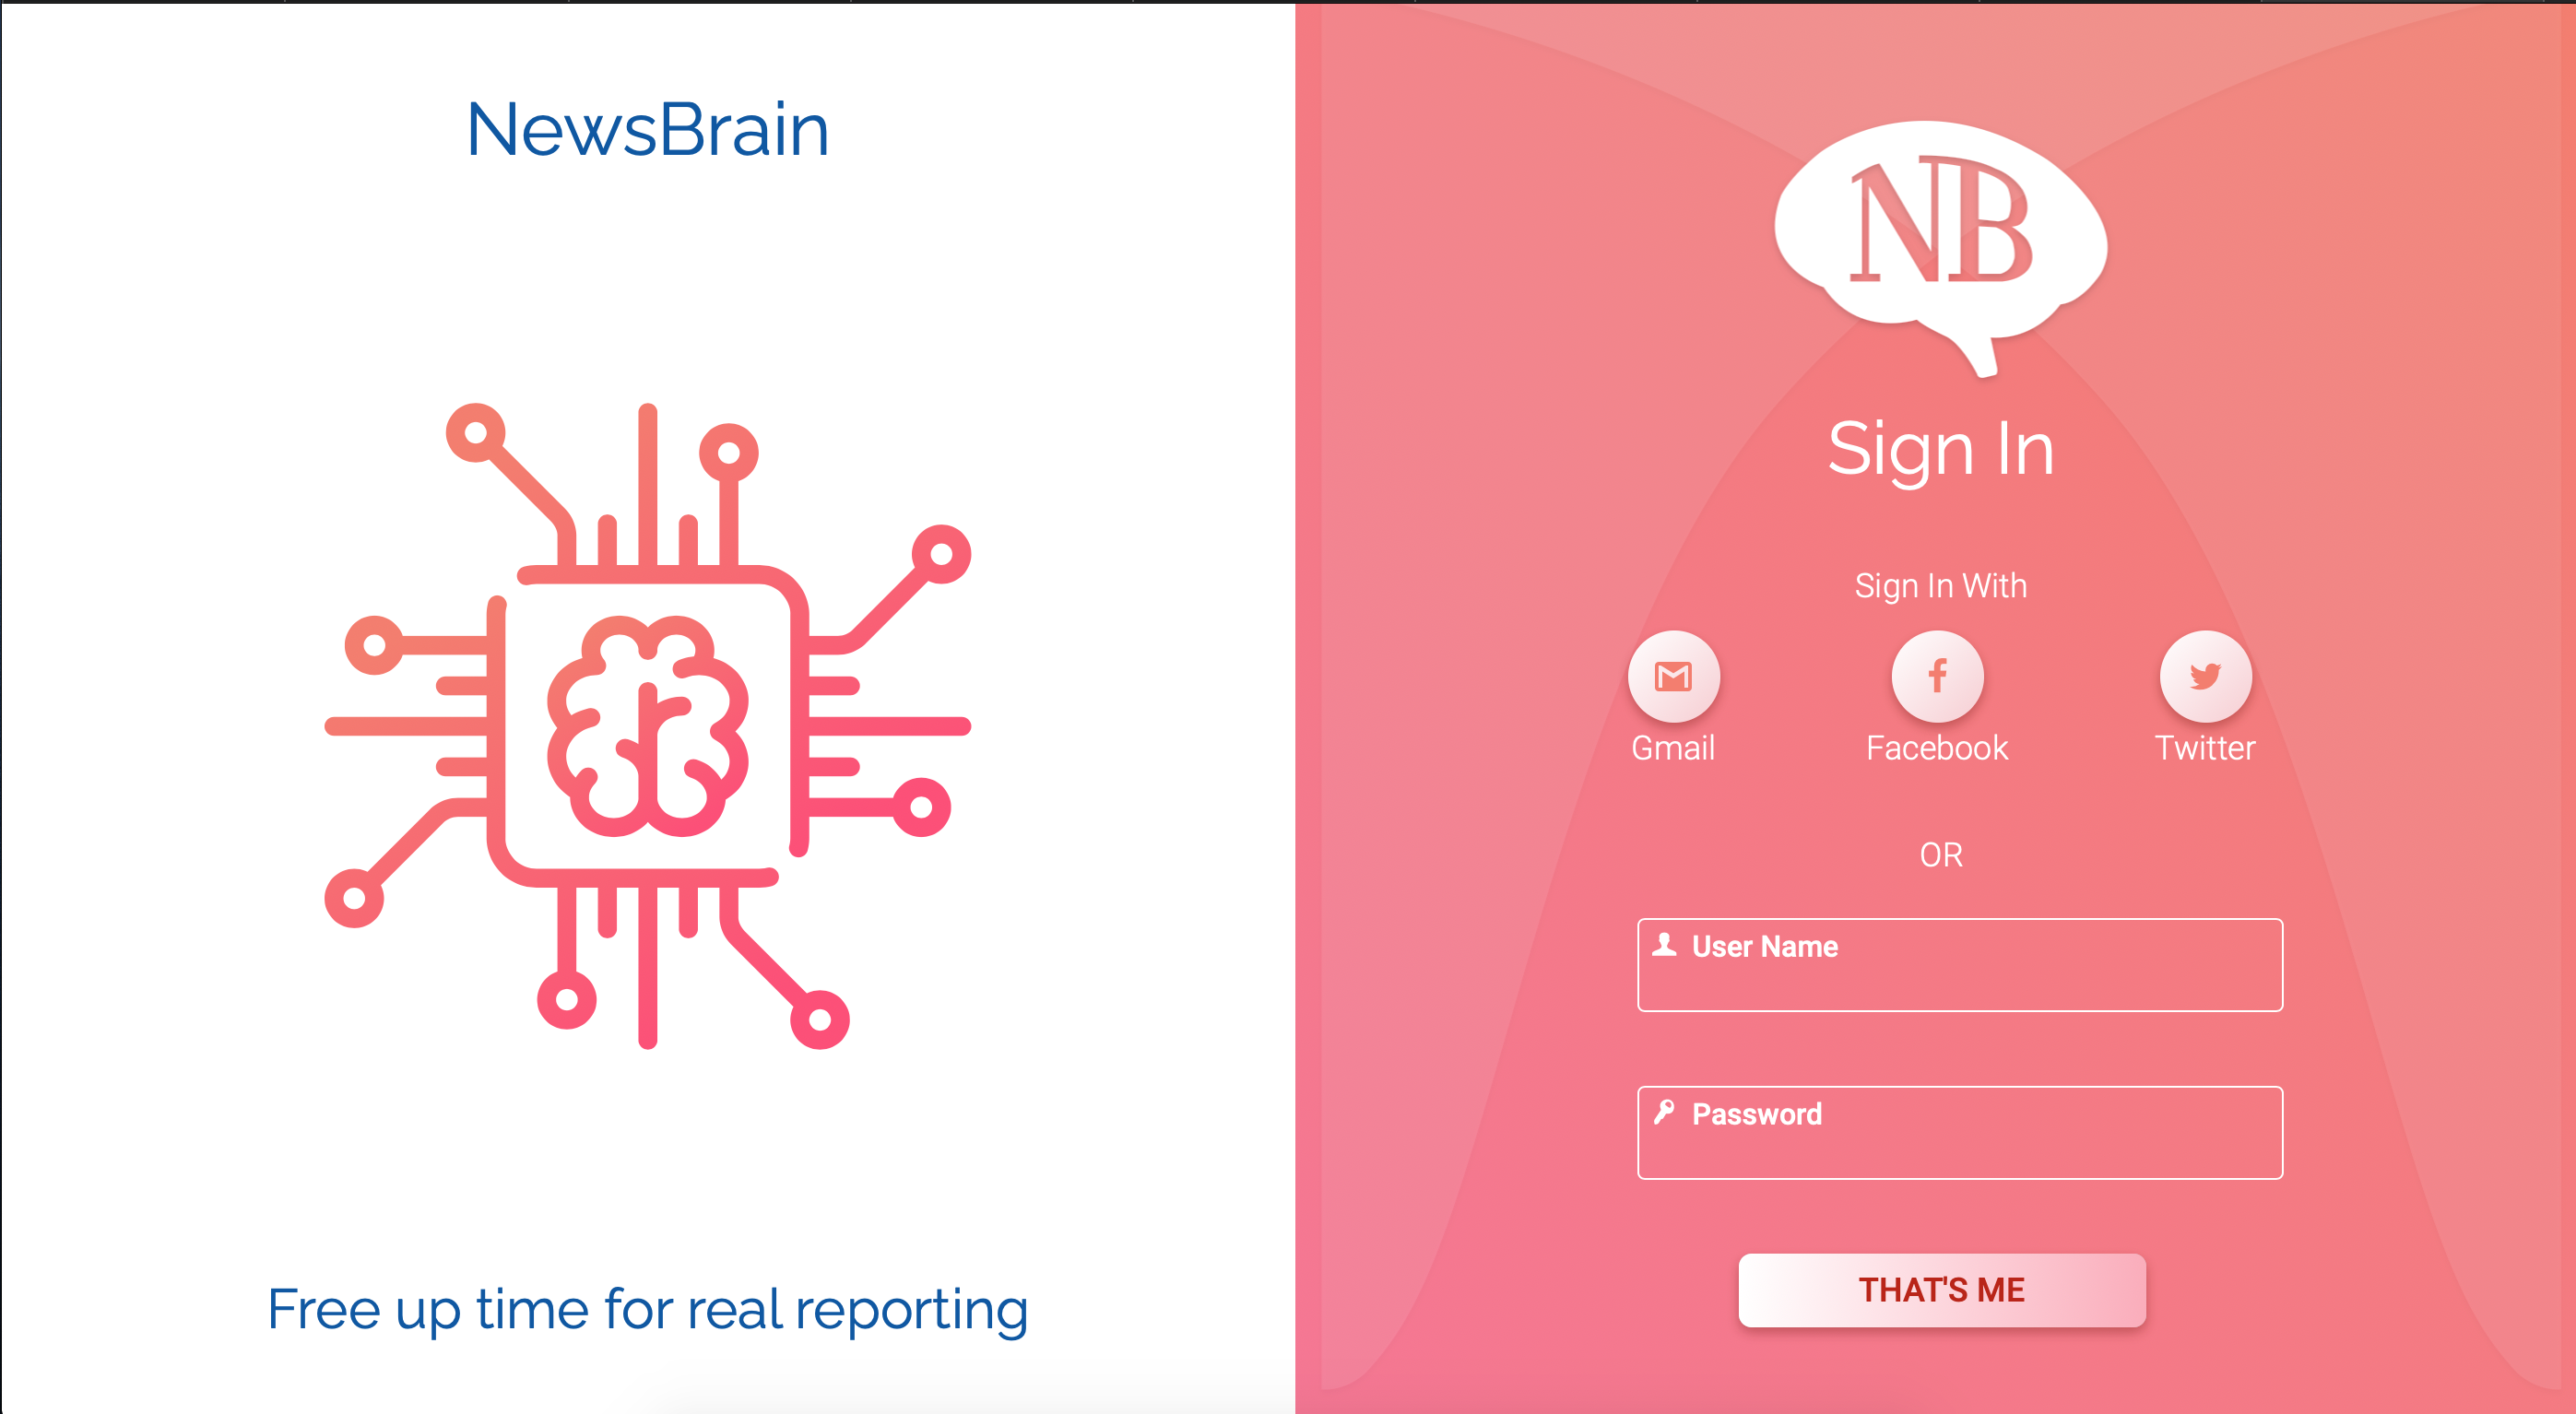 NewsBrain
Free up time for real reporting
NB
Sign In
Sign In With
Gmail
Facebook
Twitter
OR
User Name
Password
THAT'S ME